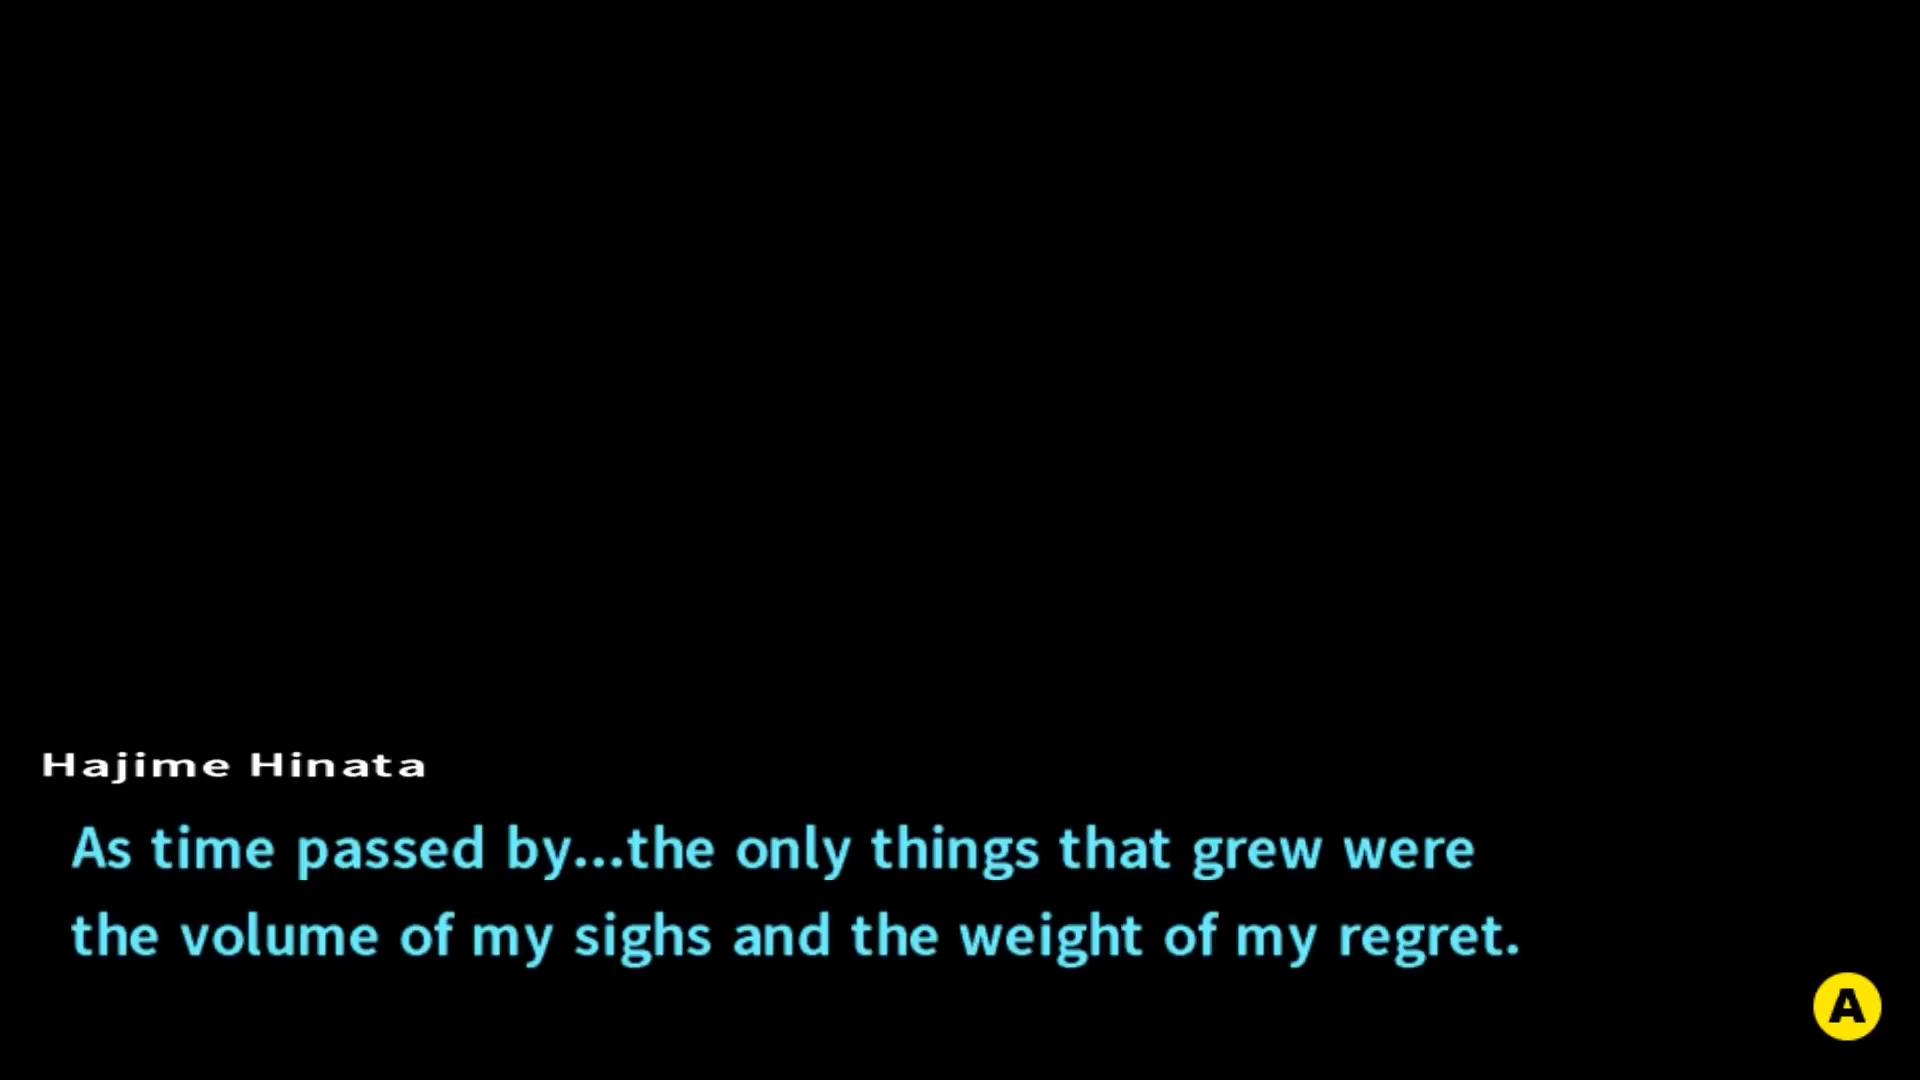 Hajime Hinata
As time passed by...the only things that grew were
the volume of my sighs and the weight of my regret.
A